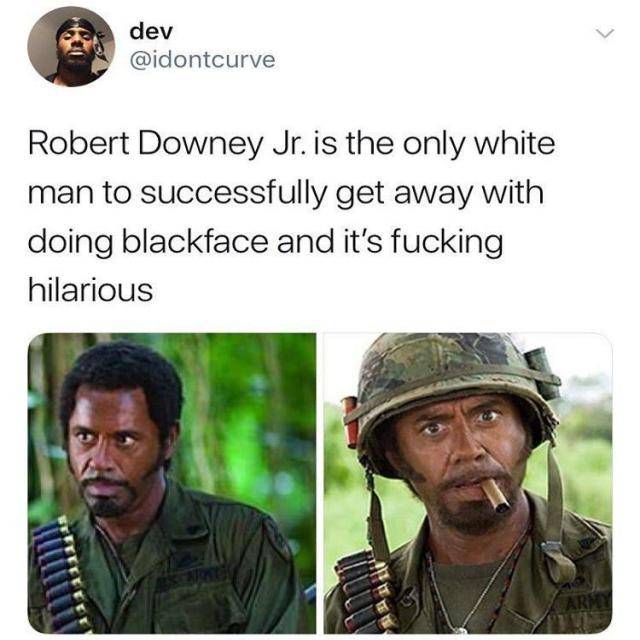 dev
@idontcurve
Robert Downey Jr. is the only white
man to successfully get away with
doing blackface and it's fucking
hilarious
ARMY